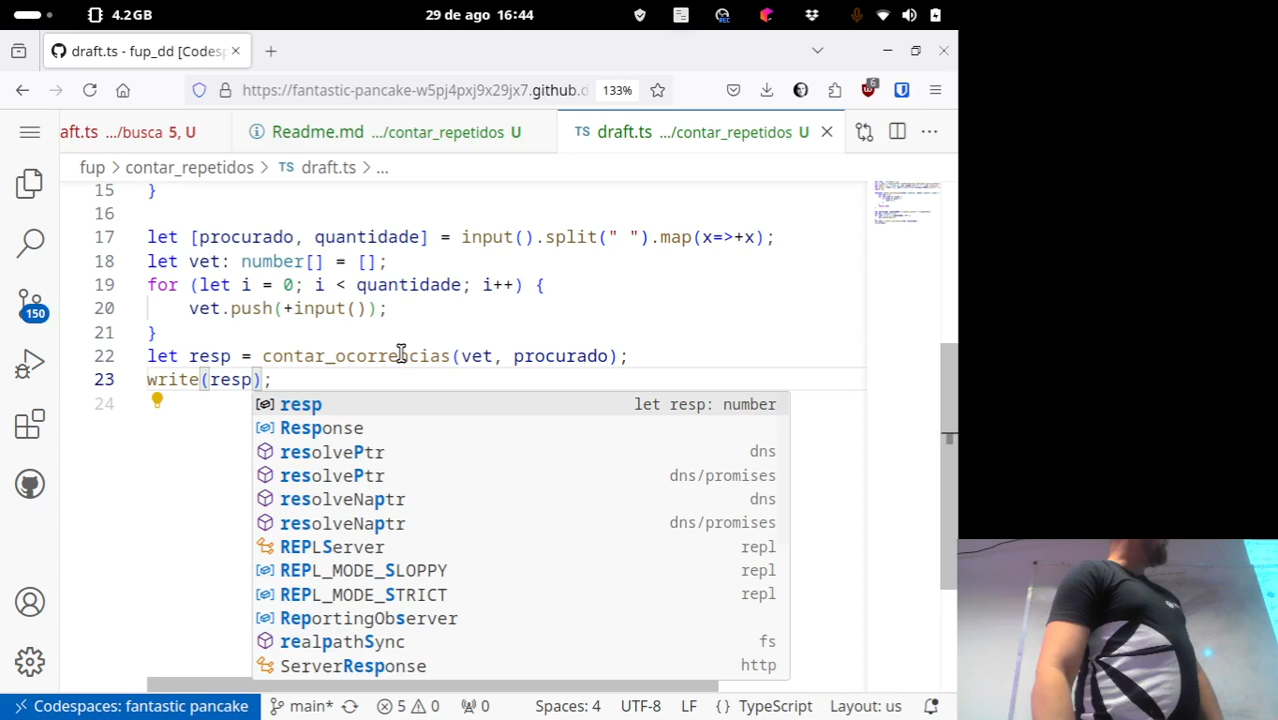 4.2GB 29 de ago 16:44
REC
draft.ts - fup_dd [Codesp
https://fantastic-pancake-w5pj4pxj9x29jx7.github.d 133% 6
aft.ts .../busca 5, U Readme.md .../contar_repetidos U TS draft.ts .../contar_repetidos U
fup > contar_repetidos > TS draft.ts > ...
15 }
16
17 let [procurado, quantidade] = input().split(" ").map(x=>+x);
18 let vet: number[] = [];
19 for (let i = 0; i < quantidade; i++) {
20 vet.push(+input());
21 }
22 let resp = contar_ocorrencias(vet, procurado);
23 write(resp);
24
150
resp let resp: number
Response
resolvePtr dns
resolvePtr dns/promises
resolveNaptr dns
resolveNaptr dns/promises
REPLServer repl
REPL_MODE_SLOPPY repl
REPL_MODE_STRICT repl
ReportingObserver
realpathSync fs
ServerResponse http
Codespaces: fantastic pancake main* 5 0 0 Spaces: 4 UTF-8 LF {} TypeScript Layout: us